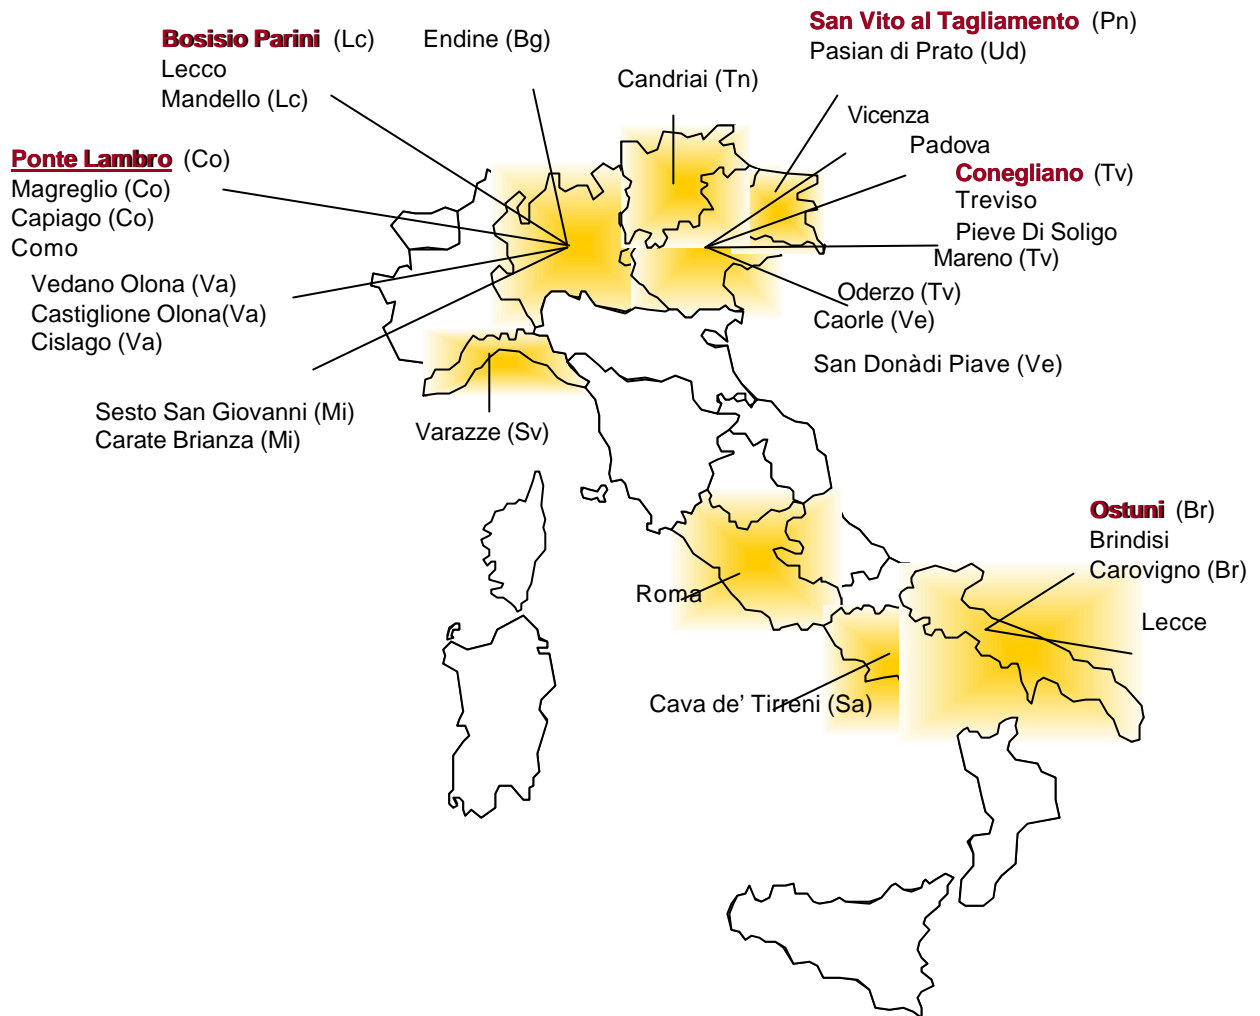 Bosisio Parini (Lc)
Lecco
Mandello (Lc)
Endine (Bg)
Candriai (Tn)
San Vito al Tagliamento (Pn)
Pasian di Prato (Ud)
Vicenza
Padova
Conegliano (Tv)
Treviso
Pieve Di Soligo
Mareno (Tv)
Oderzo (Tv)
Caorle (Ve)
San Donàdi Piave (Ve)
Ponte Lambro (Co)
Magreglio (Co)
Capiago (Co)
Como
Vedano Olona (Va)
Castiglione Olona(Va)
Cislago (Va)
Sesto San Giovanni (Mi)
Carate Brianza (Mi)
Varazze (Sv)
Roma
Cava de’ Tirreni (Sa)
Ostuni (Br)
Brindisi
Carovigno (Br)
Lecce